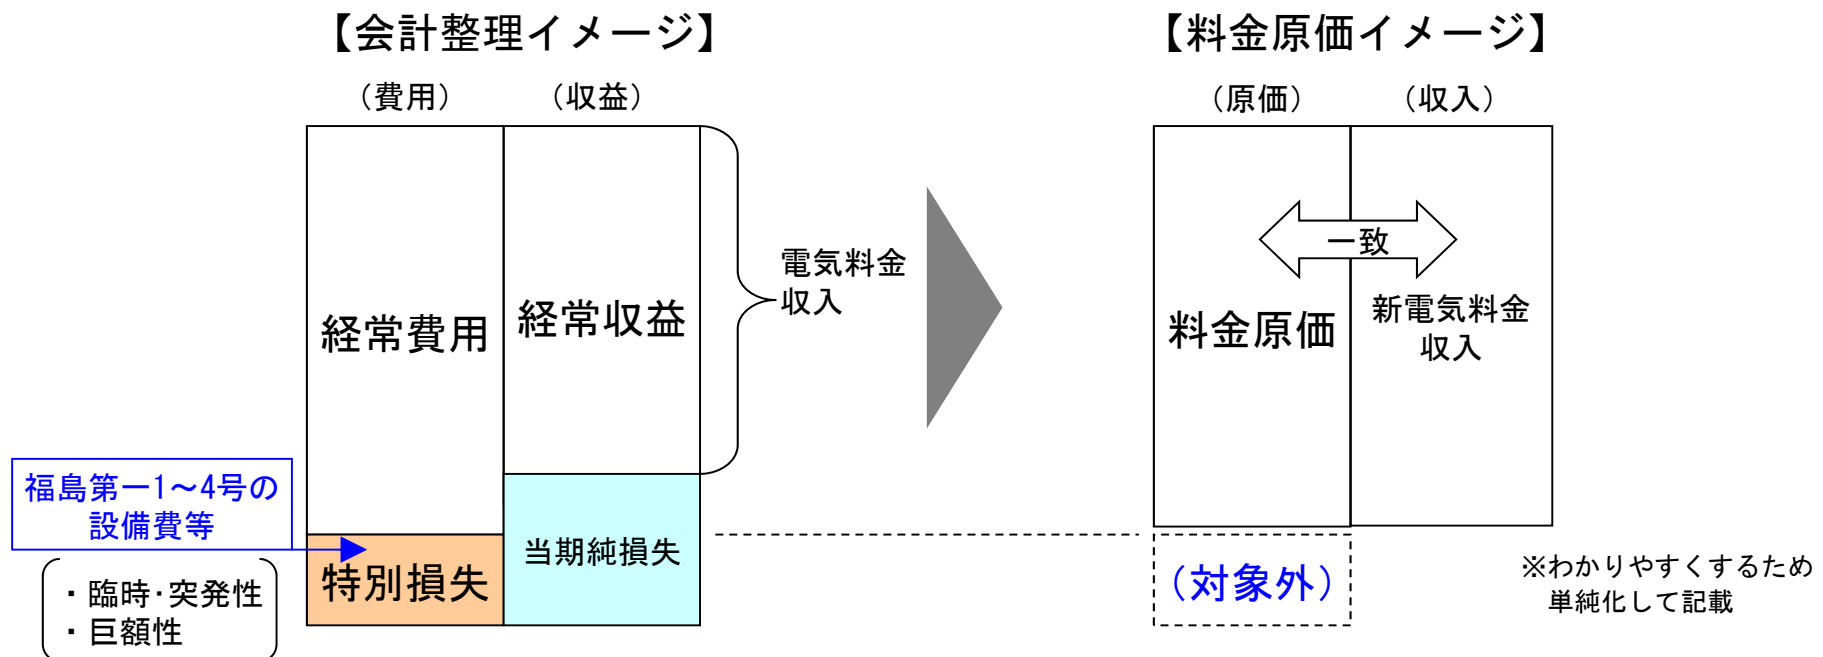 【会計整理イメージ】
（費用）
（収益）
経常費用
経常収益
電気料金
収入
福島第一1～4号の
設備費等
・臨時・突発性
・巨額性
特別損失
当期純損失
【料金原価イメージ】
（原価）
（収入）
一致
料金原価
新電気料金
収入
（対象外）
※わかりやすくするため
単純化して記載